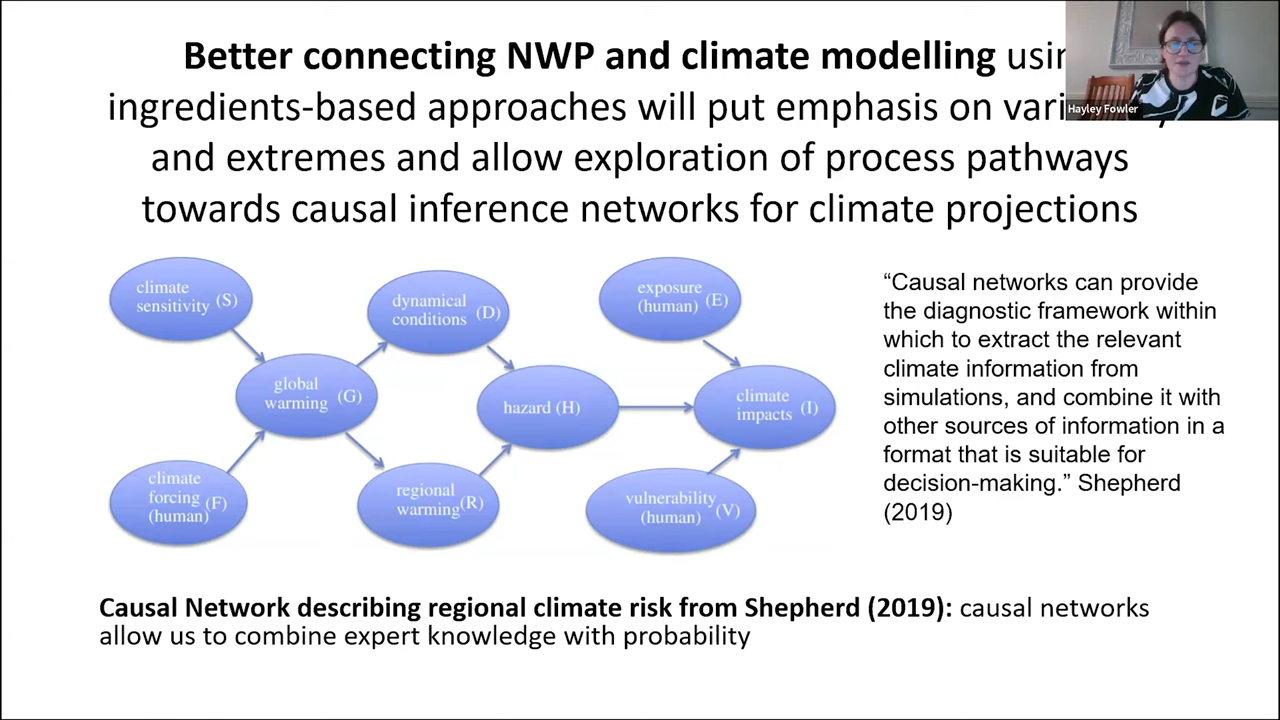 Better connecting NWP and climate modelling
ingredients-based approaches will put emphasis on
and extremes and allow exploration of process pathways
towards causal inference networks for climate projections
Hayley Fowler
climate
sensitivity (S)
dynamical
conditions (D)
exposure
(human) (E)
global
warming (G)
hazard (H)
climate
impacts (I)
climate
forcing (F)
(human)
regional
warming (R)
vulnerability (V)
(human)
“Causal networks can provide
the diagnostic framework within
which to extract the relevant
climate information from
simulations, and combine it with
other sources of information in a
format that is suitable for
decision-making.” Shepherd
(2019)
Causal Network describing regional climate risk from Shepherd (2019): causal networks
allow us to combine expert knowledge with probability